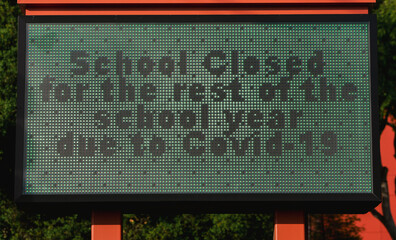 School Closed
for the rest of the
school year
due to Covid-19